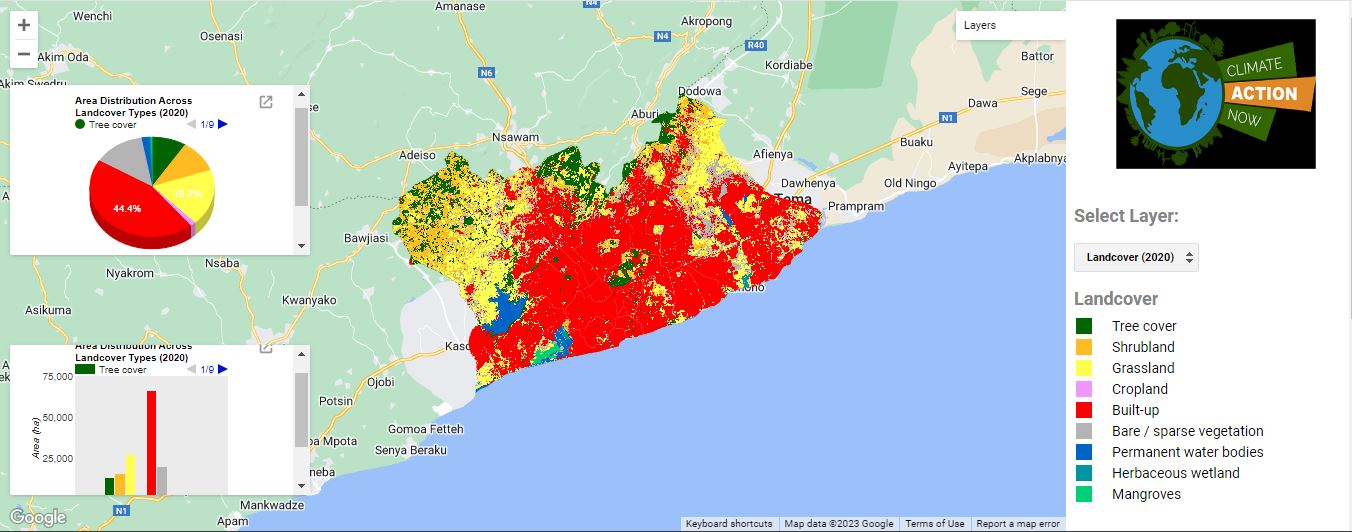 Wenchi
Amanase
Akropong
Osenasi
N4
N4
R40
Layers
Akim Oda
Kordiabe
Battor
N6
Akim Swedru
Sege
Dodowa
Dawa
N1
Aburi
Nsawam
Buaku
Adeiso
Afienya
Ayitepa
Akplabnya
Dawhenya
Old Ningo
Tema
Prampram
Bawjiasi
Nyakrom
Nsaba
Kwanyako
Asikuma
Ojobi
Potsin
Gomoa Fetteh
Senya Beraku
Mankwadze
Apam
N1
+
−
Area Distribution Across
Landcover Types (2020)
Tree cover
1/9
44.4%
18.2%
Area Distribution Across
Landcover Types (2020)
Tree cover
1/9
75,000
50,000
25,000
Area (ha)
Google
Keyboard shortcuts
Map data ©2023 Google
Terms of Use
Report a map error
CLIMATE
ACTION
NOW
Select Layer:
Landcover (2020)
Landcover
Tree cover
Shrubland
Grassland
Cropland
Built-up
Bare / sparse vegetation
Permanent water bodies
Herbaceous wetland
Mangroves